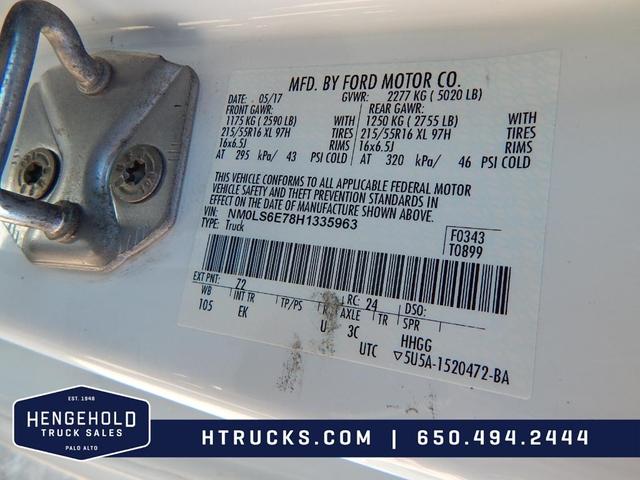 MFD. BY FORD MOTOR CO.
DATE: 05/17 GVWR: 2277 KG ( 5020 LB)
FRONT GAWR: REAR GAWR:
1175 KG ( 2590 LB) WITH 1250 KG ( 2755 LB) WITH
215/55R16 XL 97H TIRES 215/55R16 XL 97H TIRES
16x6.5J RIMS 16x6.5J RIMS
AT 295 kPa/ 43 PSI COLD AT 320 kPa/ 46 PSI COLD
THIS VEHICLE CONFORMS TO ALL APPLICABLE FEDERAL MOTOR
VEHICLE SAFETY AND THEFT PREVENTION STANDARDS IN
EFFECT ON THE DATE OF MANUFACTURE SHOWN ABOVE.
VIN: NM0LS6E78H1335963 F0343
TYPE: Truck T0899
EXT PNT: Z2 RC: 24 DSO:
WB INT TR TP/PS R AXLE TR SPR
105 EK U 3C HHGG
UTC ▽5U5A-1520472-BA
EST. 1948
HENGEHOLD
TRUCK SALES
PALO ALTO
HTRUCKS.COM | 650.494.2444